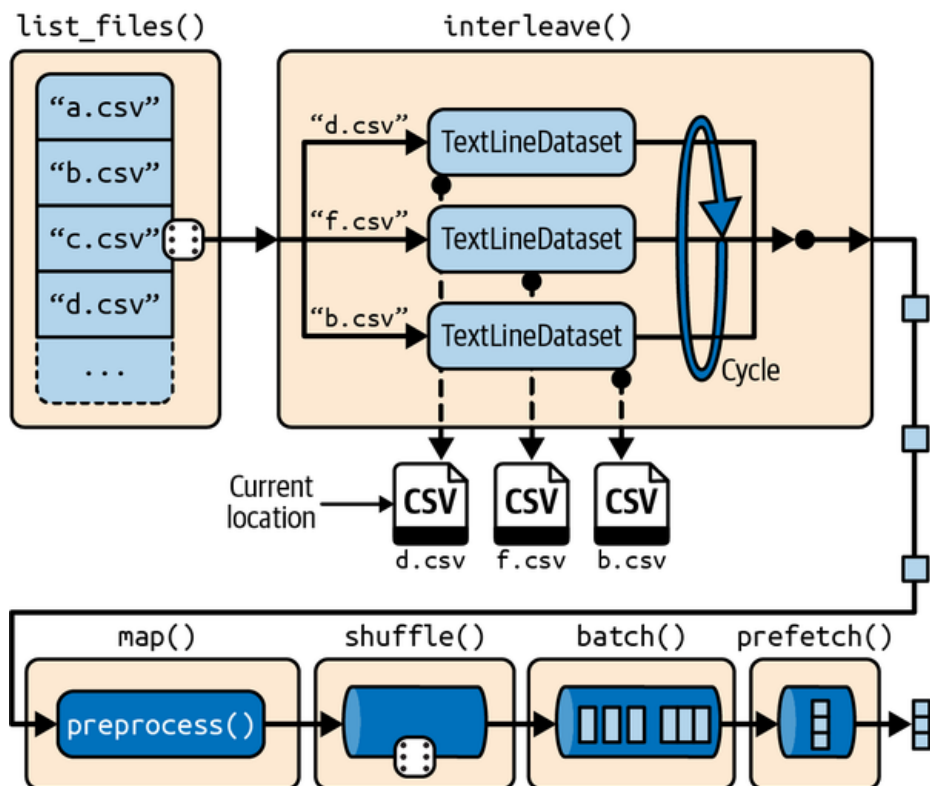 list_files()
interleave()
“a.csv”
“b.csv”
“c.csv”
“d.csv”
...
“d.csv”
TextLineDataset
“f.csv”
TextLineDataset
“b.csv”
TextLineDataset
Cycle
Current
location
CSV
CSV
CSV
d.csv
f.csv
b.csv
map()
shuffle()
batch()
prefetch()
preprocess()